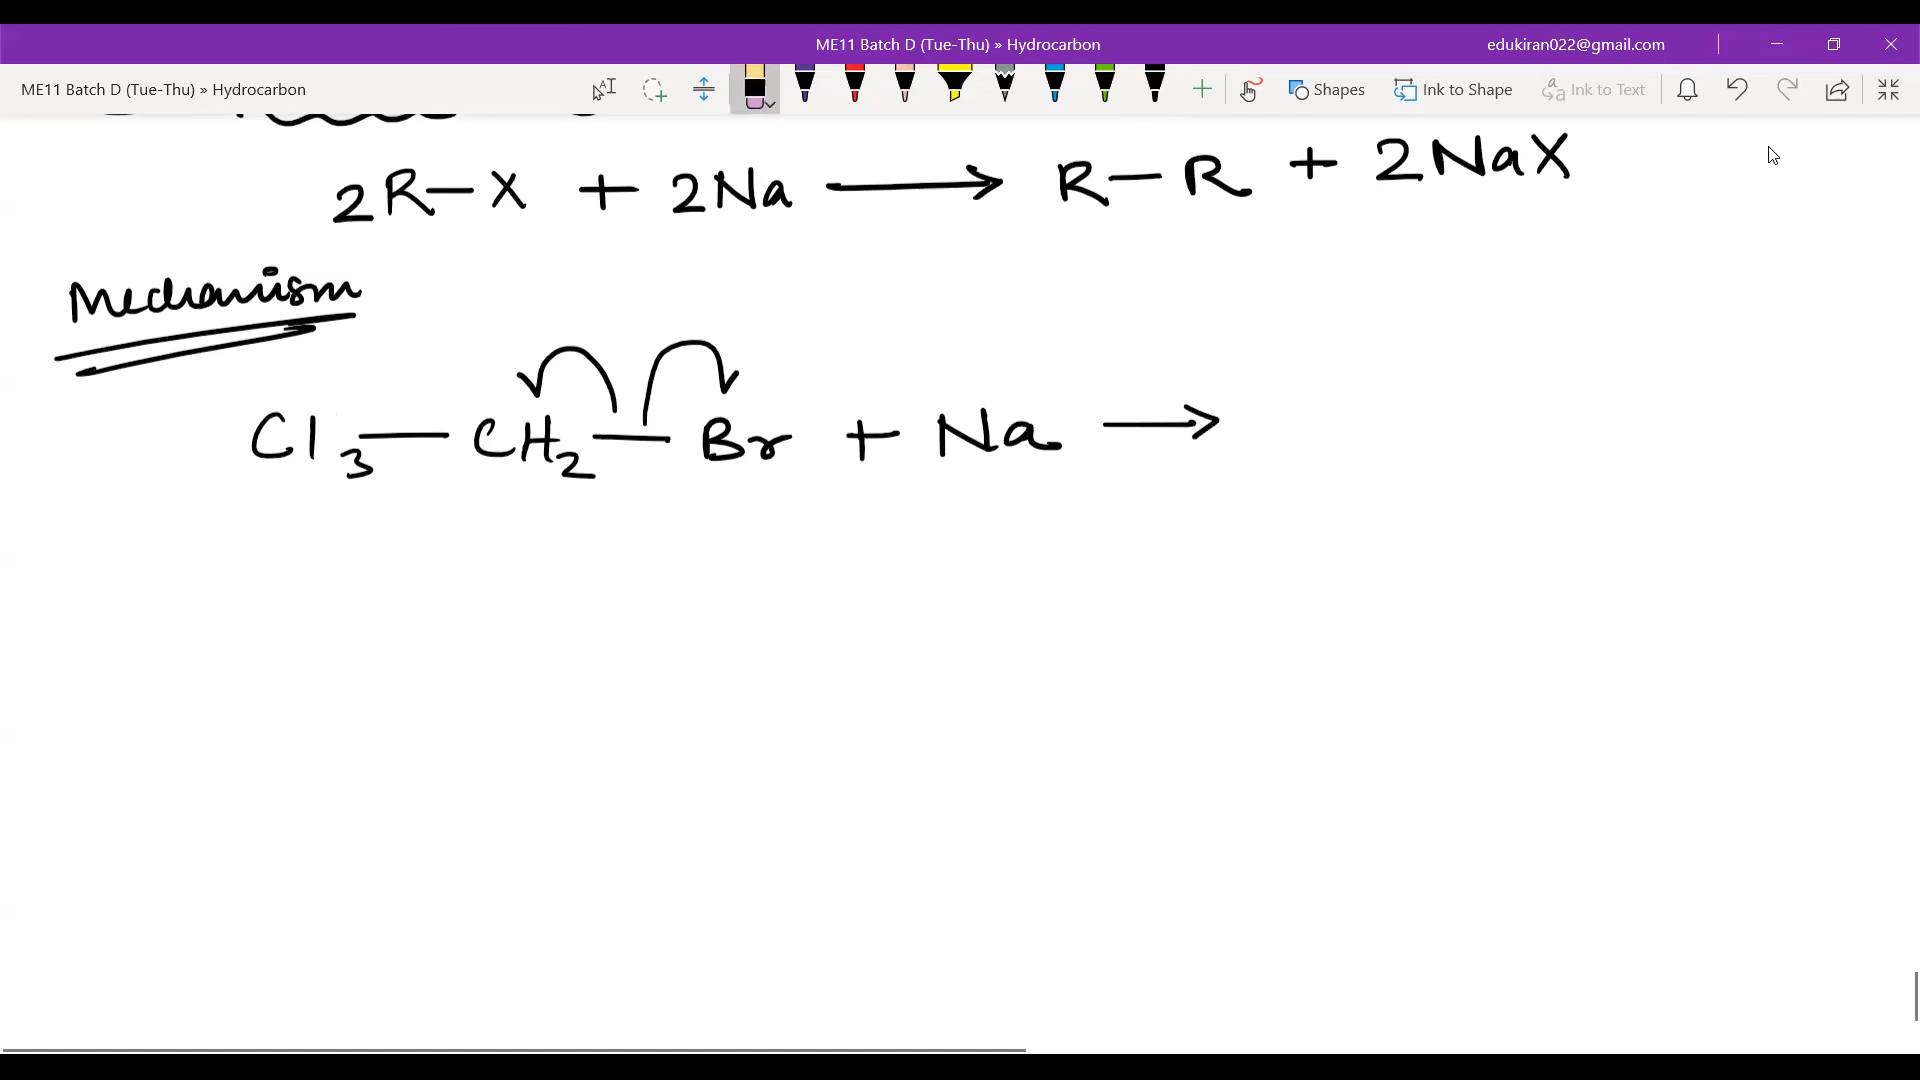 ME11 Batch D (Tue-Thu) » Hydrocarbon
edukiran022@gmail.com
ME11 Batch D (Tue-Thu) » Hydrocarbon
Shapes
Ink to Shape
Ink to Text
2R-X + 2Na → R-R + 2NaX
Mechanism
Cl3-CH2-Br + Na →